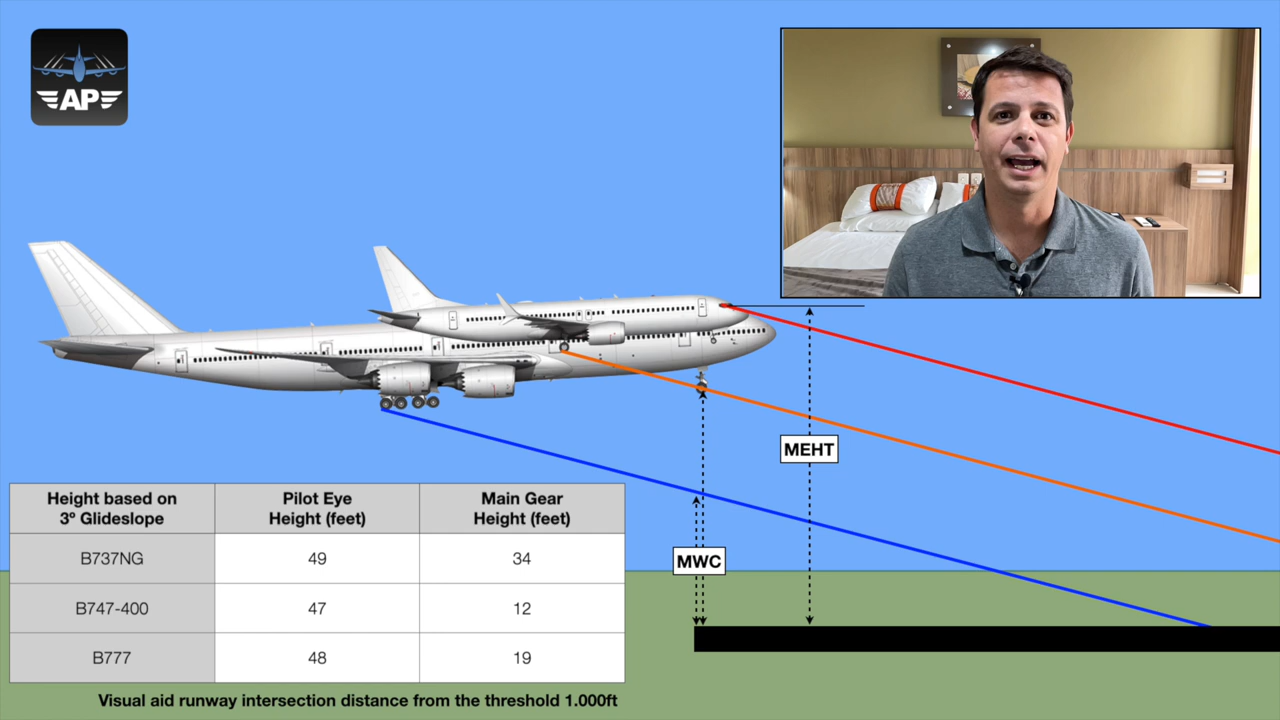 AP
MEHT
MWC
Height based on
3º Glideslope
Pilot Eye
Height (feet)
Main Gear
Height (feet)
B737NG
49
34
B747-400
47
12
B777
48
19
Visual aid runway intersection distance from the threshold 1.000ft